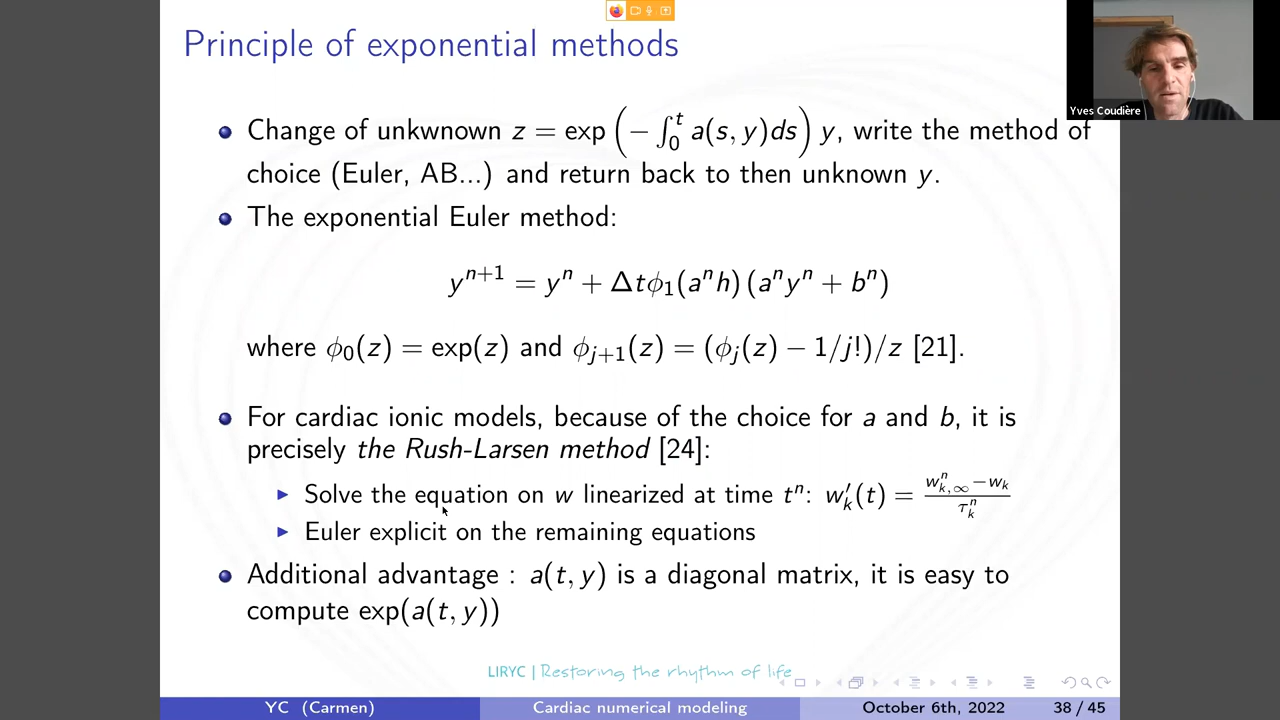 Principle of exponential methods
Yves Coudière
Change of unkwnown z = exp(−∫₀ᵗ a(s, y)ds) y, write the method of
choice (Euler, AB...) and return back to then unknown y.
The exponential Euler method:
yⁿ⁺¹ = yⁿ + Δtϕ₁(aⁿh) (aⁿyⁿ + bⁿ)
where ϕ₀(z) = exp(z) and ϕⱼ₊₁(z) = (ϕⱼ(z) − 1/j!)/z [21].
For cardiac ionic models, because of the choice for a and b, it is
precisely the Rush-Larsen method [24]:
Solve the equation on w linearized at time tⁿ: w′ₖ(t) = (wⁿₖ,∞ − wₖ)/τⁿₖ
Euler explicit on the remaining equations
Additional advantage : a(t, y) is a diagonal matrix, it is easy to
compute exp(a(t, y))
LIRYC | Restoring the rhythm of life
YC (Carmen) Cardiac numerical modeling October 6th, 2022 38 / 45